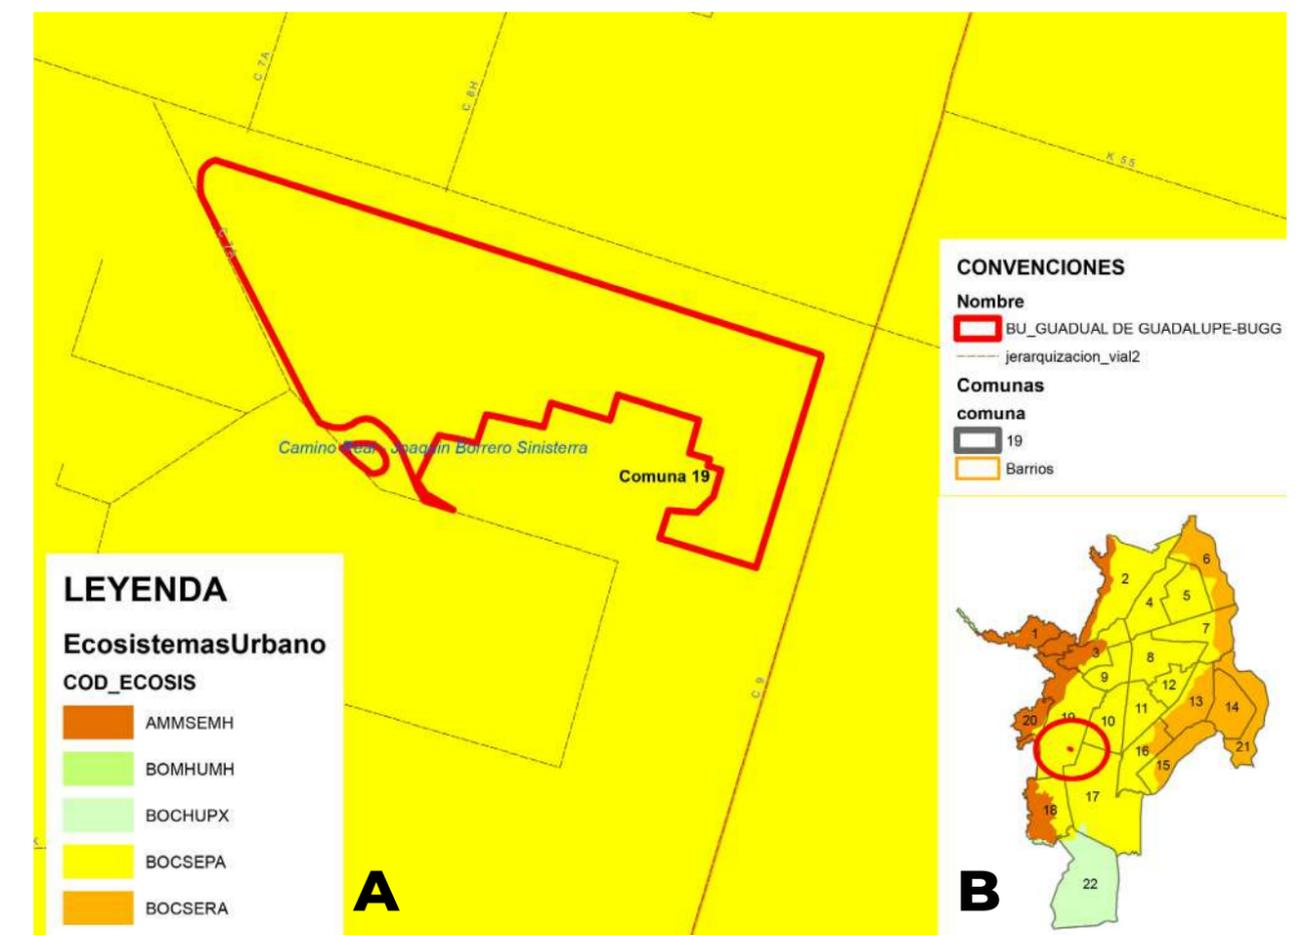 C 7A
C 8H
K 55
C 7A
CONVENCIONES
Nombre
BU_GUADUAL DE GUADALUPE-BUGG
jerarquizacion_vial2
Comunas
comuna
19
Barrios
Camino Real - Joaquin Borrero Sinisterra
Comuna 19
C 9
LEYENDA
EcosistemasUrbano
COD_ECOSIS
AMMSEMH
BOMHUMH
BOCHUPX
BOCSEPA
BOCSERA
K
A
6
2
5
4
7
1
3
8
9
12
13
14
11
19
10
20
16
21
15
17
18
22
B